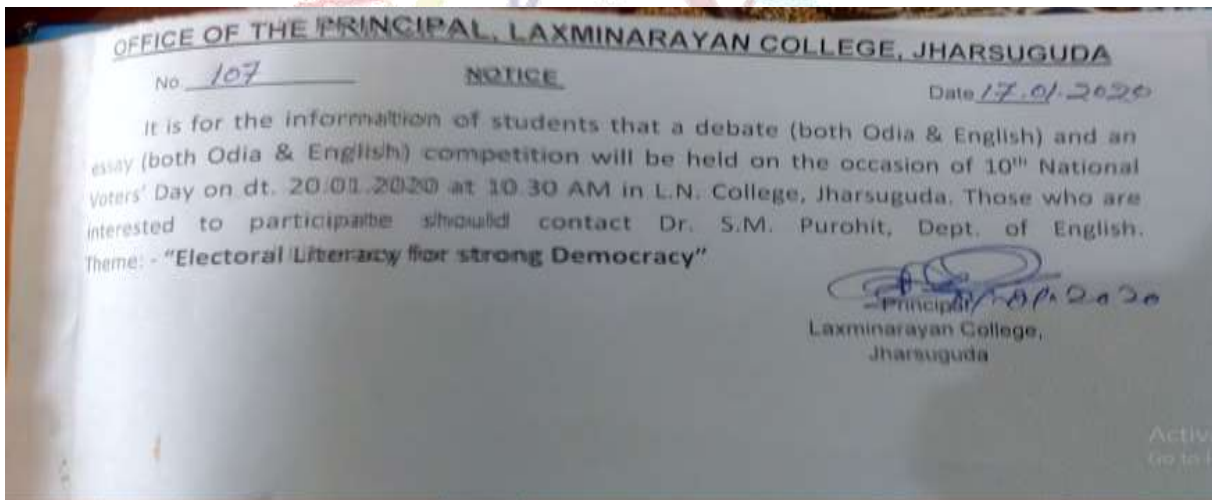 OFFICE OF THE PRINCIPAL, LAXMINARAYAN COLLEGE, JHARSUGUDA
No. 107 NOTICE Date 17.01.2020
It is for the information of students that a debate (both Odia & English) and an
essay (both Odia & English) competition will be held on the occasion of 10th National
Voters' Day on dt. 20.01.2020 at 10.30 AM in L.N. College, Jharsuguda. Those who are
interested to participate should contact Dr. S.M. Purohit, Dept. of English.
Theme: - "Electoral Literacy for strong Democracy"
Principal
Laxminarayan College,
Jharsuguda